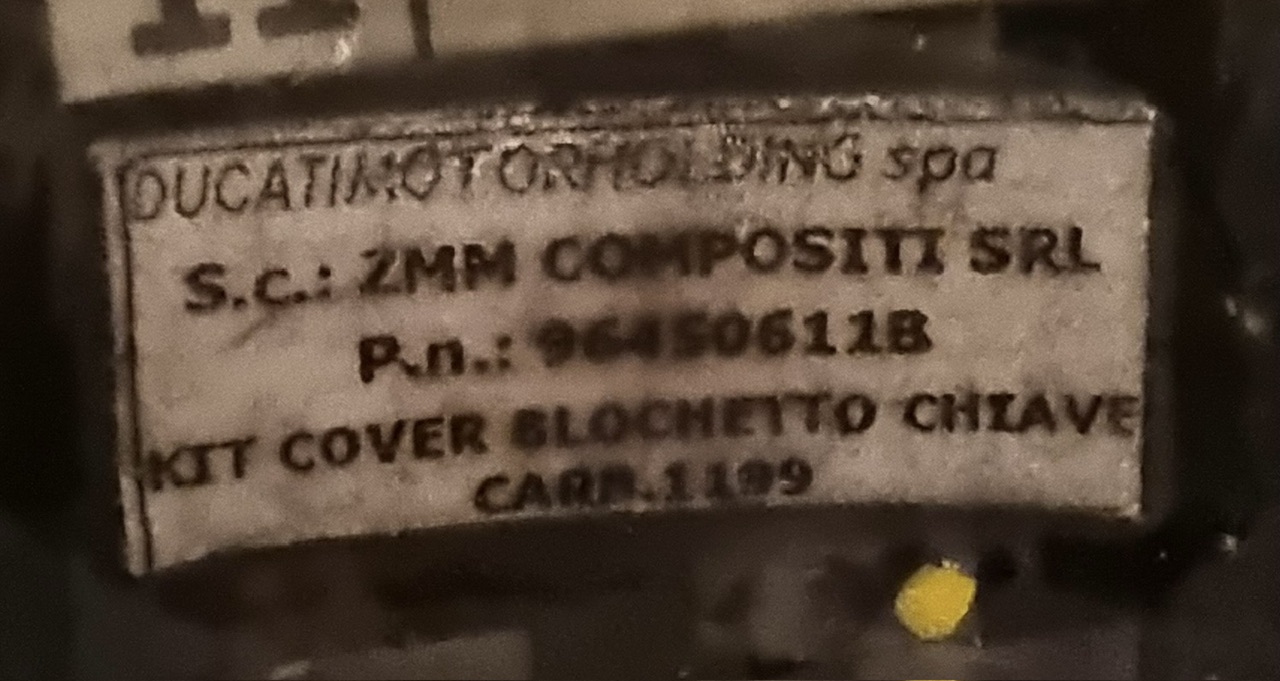 DUCATIMOTORHOLDING spa
S.c.: ZMM COMPOSITI SRL
P.n.: 96450611B
KIT COVER BLOCHETTO CHIAVE
CARB.1199